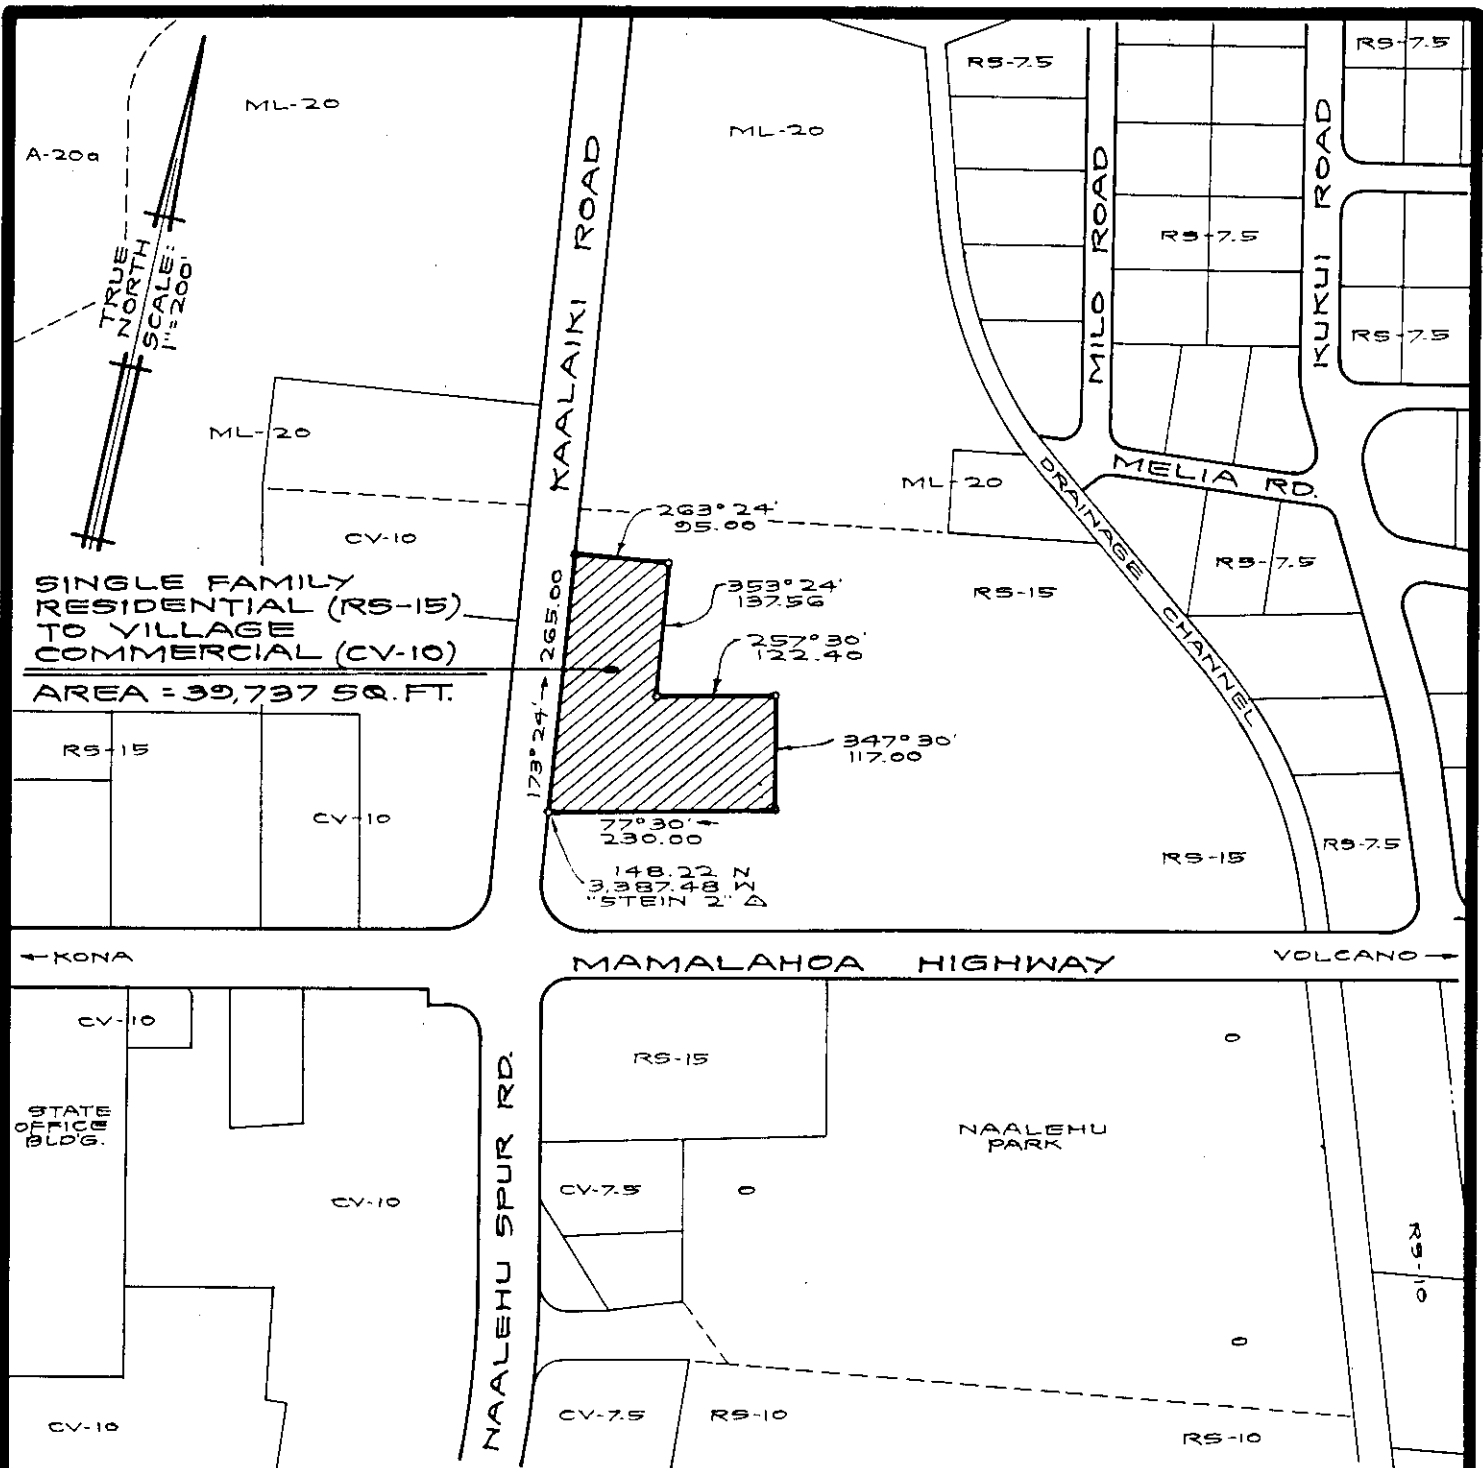 RS-7.5
RS-7.5
ML-20
ML-20
A-20a
KAALAIKI ROAD
MILO ROAD
KUKUI ROAD
RS-7.5
TRUE
NORTH
SCALE:
1"=200'
RS-7.5
ML-20
MELIA RD.
ML-20
DRAINAGE CHANNEL
263°24'
95.00
CV-10
RS-7.5
SINGLE FAMILY
RESIDENTIAL (RS-15)
TO VILLAGE
COMMERCIAL (CV-10)
AREA = 39,737 SQ. FT.
353°24'
137.56
RS-15
257°30'
122.40
173°24' → 265.00
347°30'
117.00
RS-15
CV-10
77°30' ←
230.00
RS-15
RS-7.5
148.22 N
3,387.48 W
"STEIN 2" △
← KONA
MAMALAHOA HIGHWAY
VOLCANO →
CV-10
RS-15
STATE
OFFICE
BLD'G.
NAALEHU SPUR RD.
NAALEHU
PARK
CV-10
CV-7.5
RS-10
CV-10
CV-7.5
RS-10
RS-10